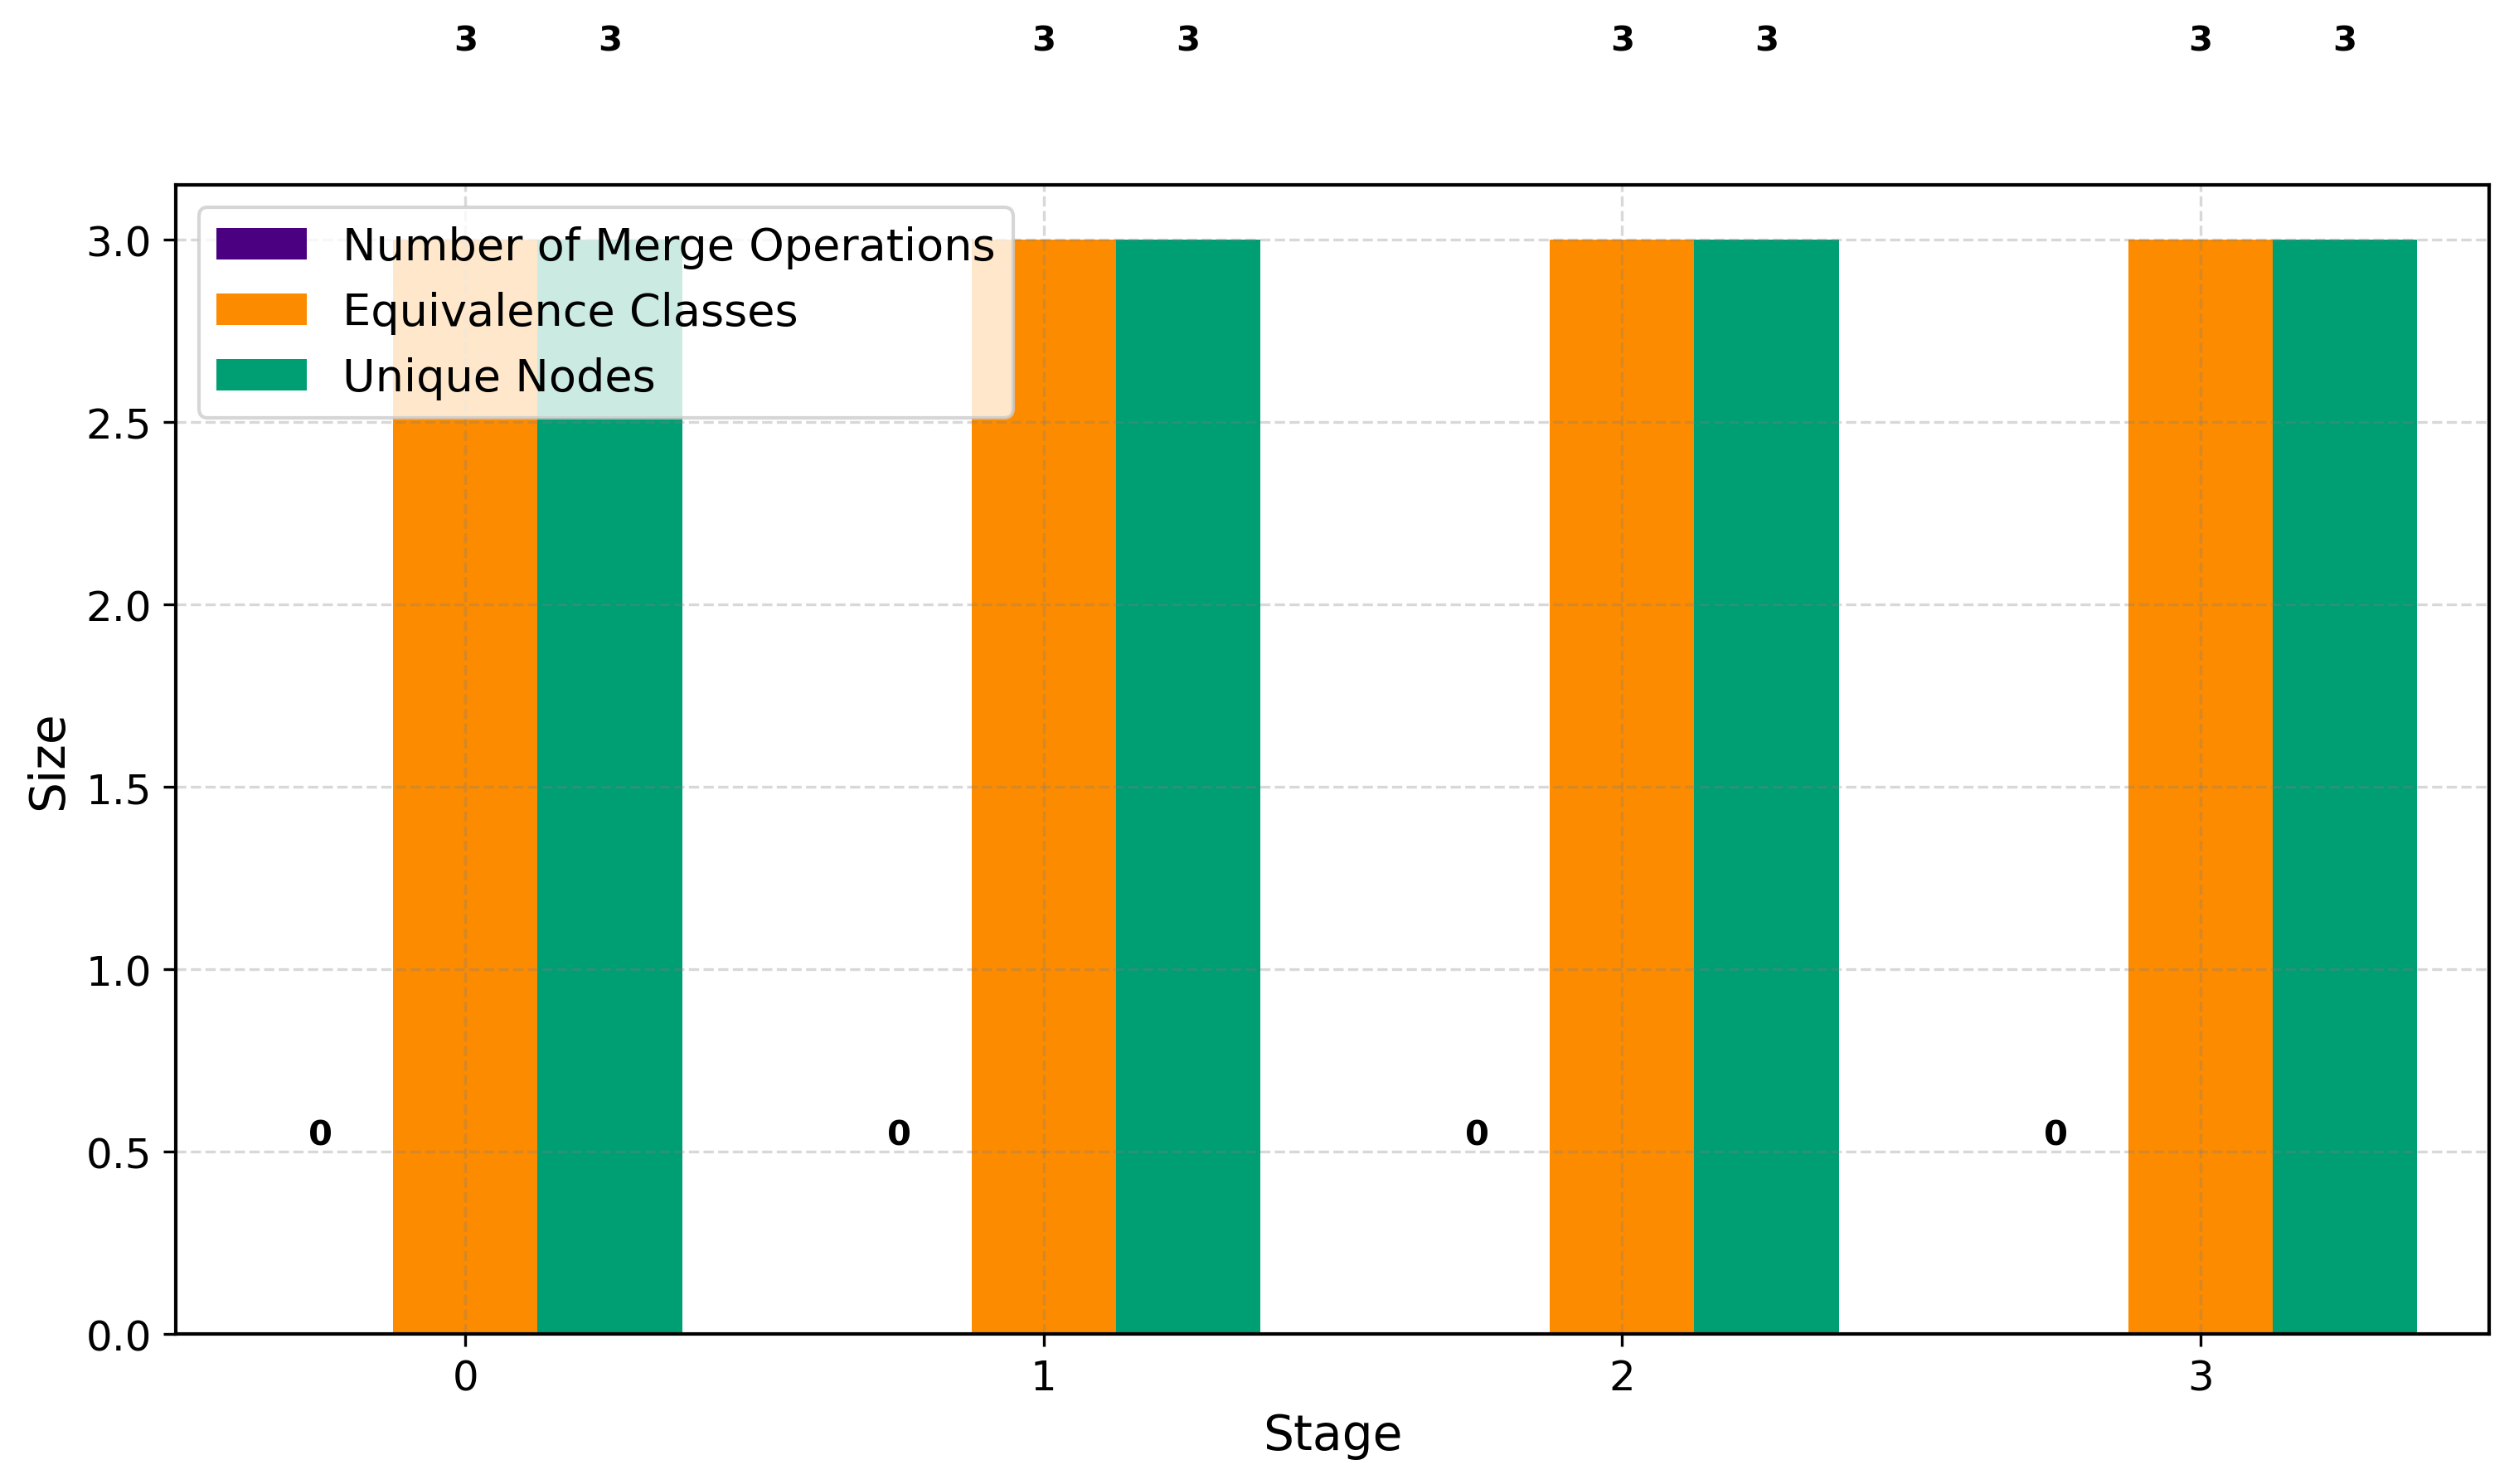 3 3 3 3 3 3 3 3
Number of Merge Operations
Equivalence Classes
Unique Nodes
3.0
2.5
2.0
1.5
1.0
0.5
0.0
Size
0 0 0 0
0 1 2 3
Stage